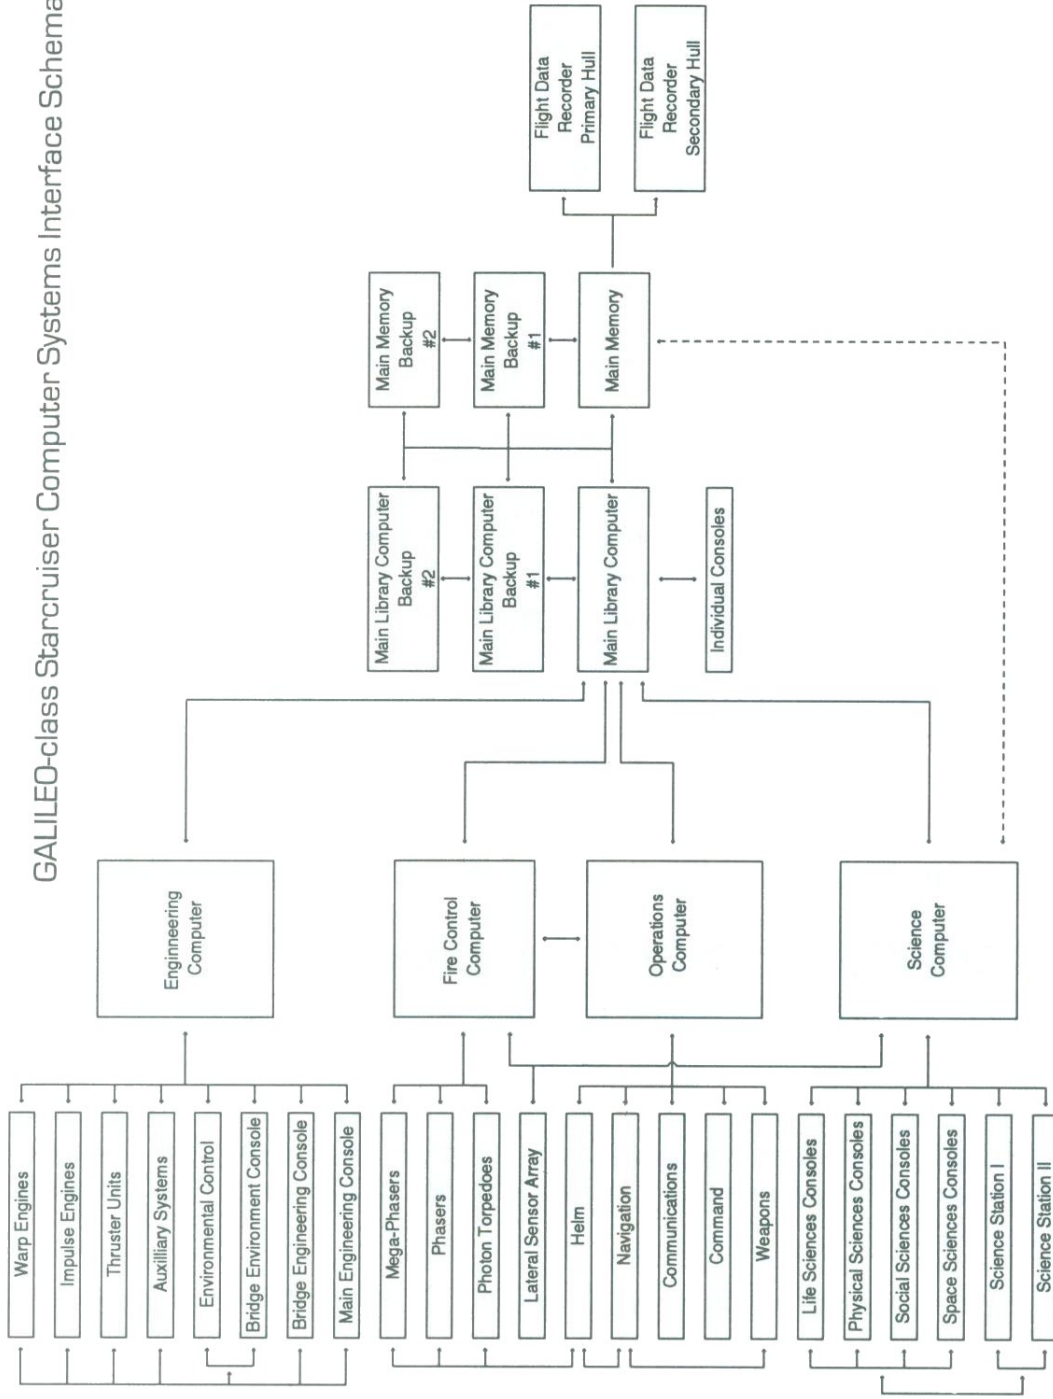 GALILEO-class Starcruiser Computer Systems Interface Schema
Warp Engines
Impulse Engines
Thruster Units
Auxilliary Systems
Environmental Control
Bridge Environment Console
Bridge Engineering Console
Main Engineering Console
Mega-Phasers
Phasers
Photon Torpedoes
Lateral Sensor Array
Helm
Navigation
Communications
Command
Weapons
Life Sciences Consoles
Physical Sciences Consoles
Social Sciences Consoles
Space Sciences Consoles
Science Station I
Science Station II
Enginneering
Computer
Fire Control
Computer
Operations
Computer
Science
Computer
Main Library Computer
Backup
#2
Main Library Computer
Backup
#1
Main Library Computer
Individual Consoles
Main Memory
Backup
#2
Main Memory
Backup
#1
Main Memory
Flight Data
Recorder
Primary Hull
Flight Data
Recorder
Secondary Hull